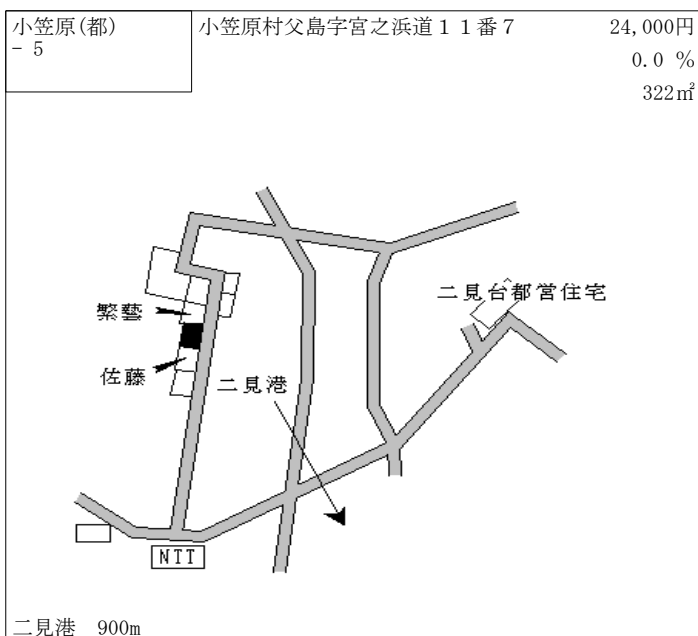 小笠原(都)
- 5
小笠原村父島字宮之浜道１１番７
24,000円
0.0 %
322㎡
二見台都営住宅
繁藝
佐藤
二見港
NTT
二見港　900m